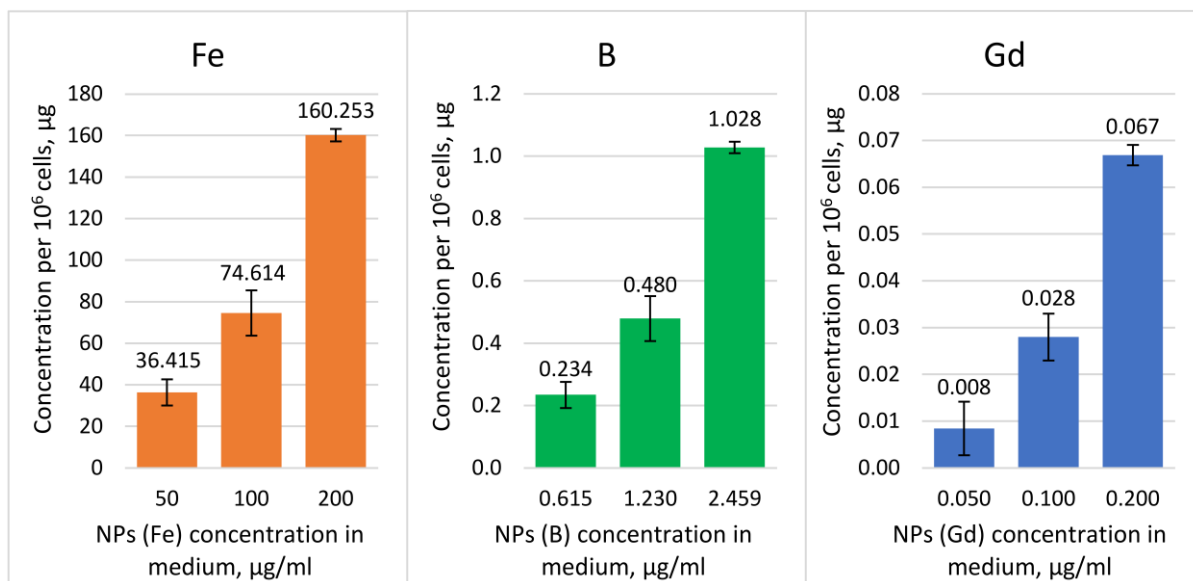 Fe
Concentration per 10⁶ cells, µg
180
160
140
120
100
80
60
40
20
0
36.415
74.614
160.253
50 100 200
NPs (Fe) concentration in
medium, µg/ml
B
Concentration per 10⁶ cells, µg
1.2
1.0
0.8
0.6
0.4
0.2
0.0
0.234
0.480
1.028
0.615 1.230 2.459
NPs (B) concentration in
medium, µg/ml
Gd
Concentration per 10⁶ cells, µg
0.08
0.07
0.06
0.05
0.04
0.03
0.02
0.01
0.00
0.008
0.028
0.067
0.050 0.100 0.200
NPs (Gd) concentration in
medium, µg/ml